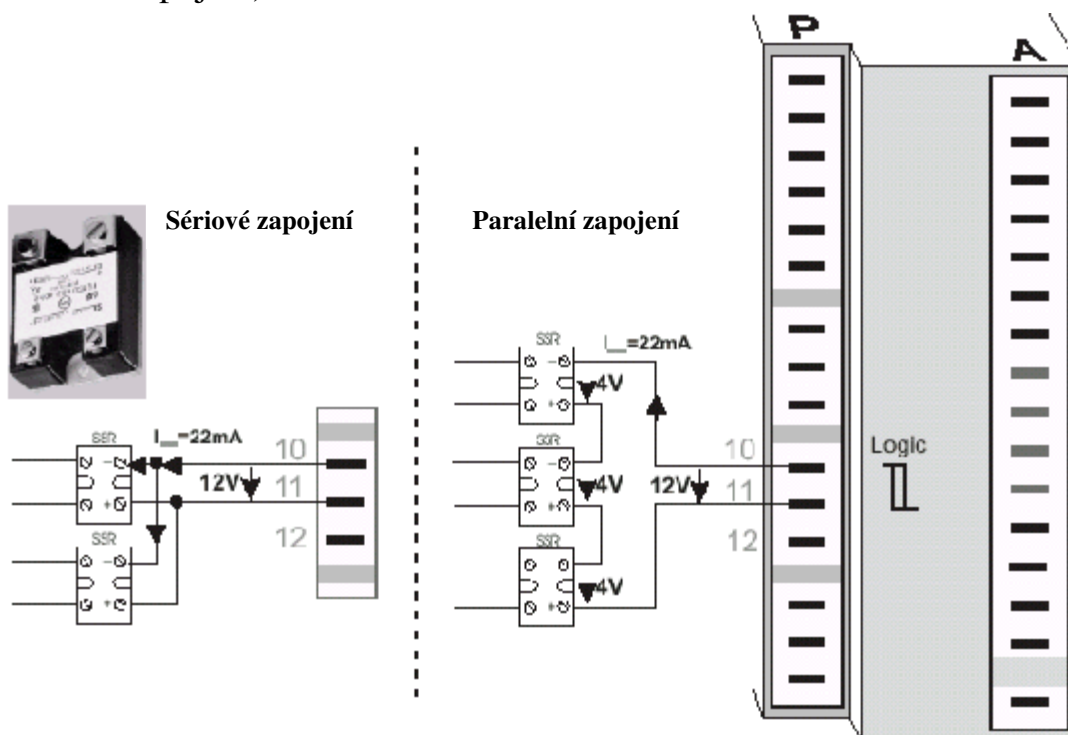 P
A
Sériové zapojení
Paralelní zapojení
SSR
=22mA
4V
SSR
4V
12V
SSR
4V
10
11
12
Logic
SSR
=22mA
12V
SSR
10
11
12